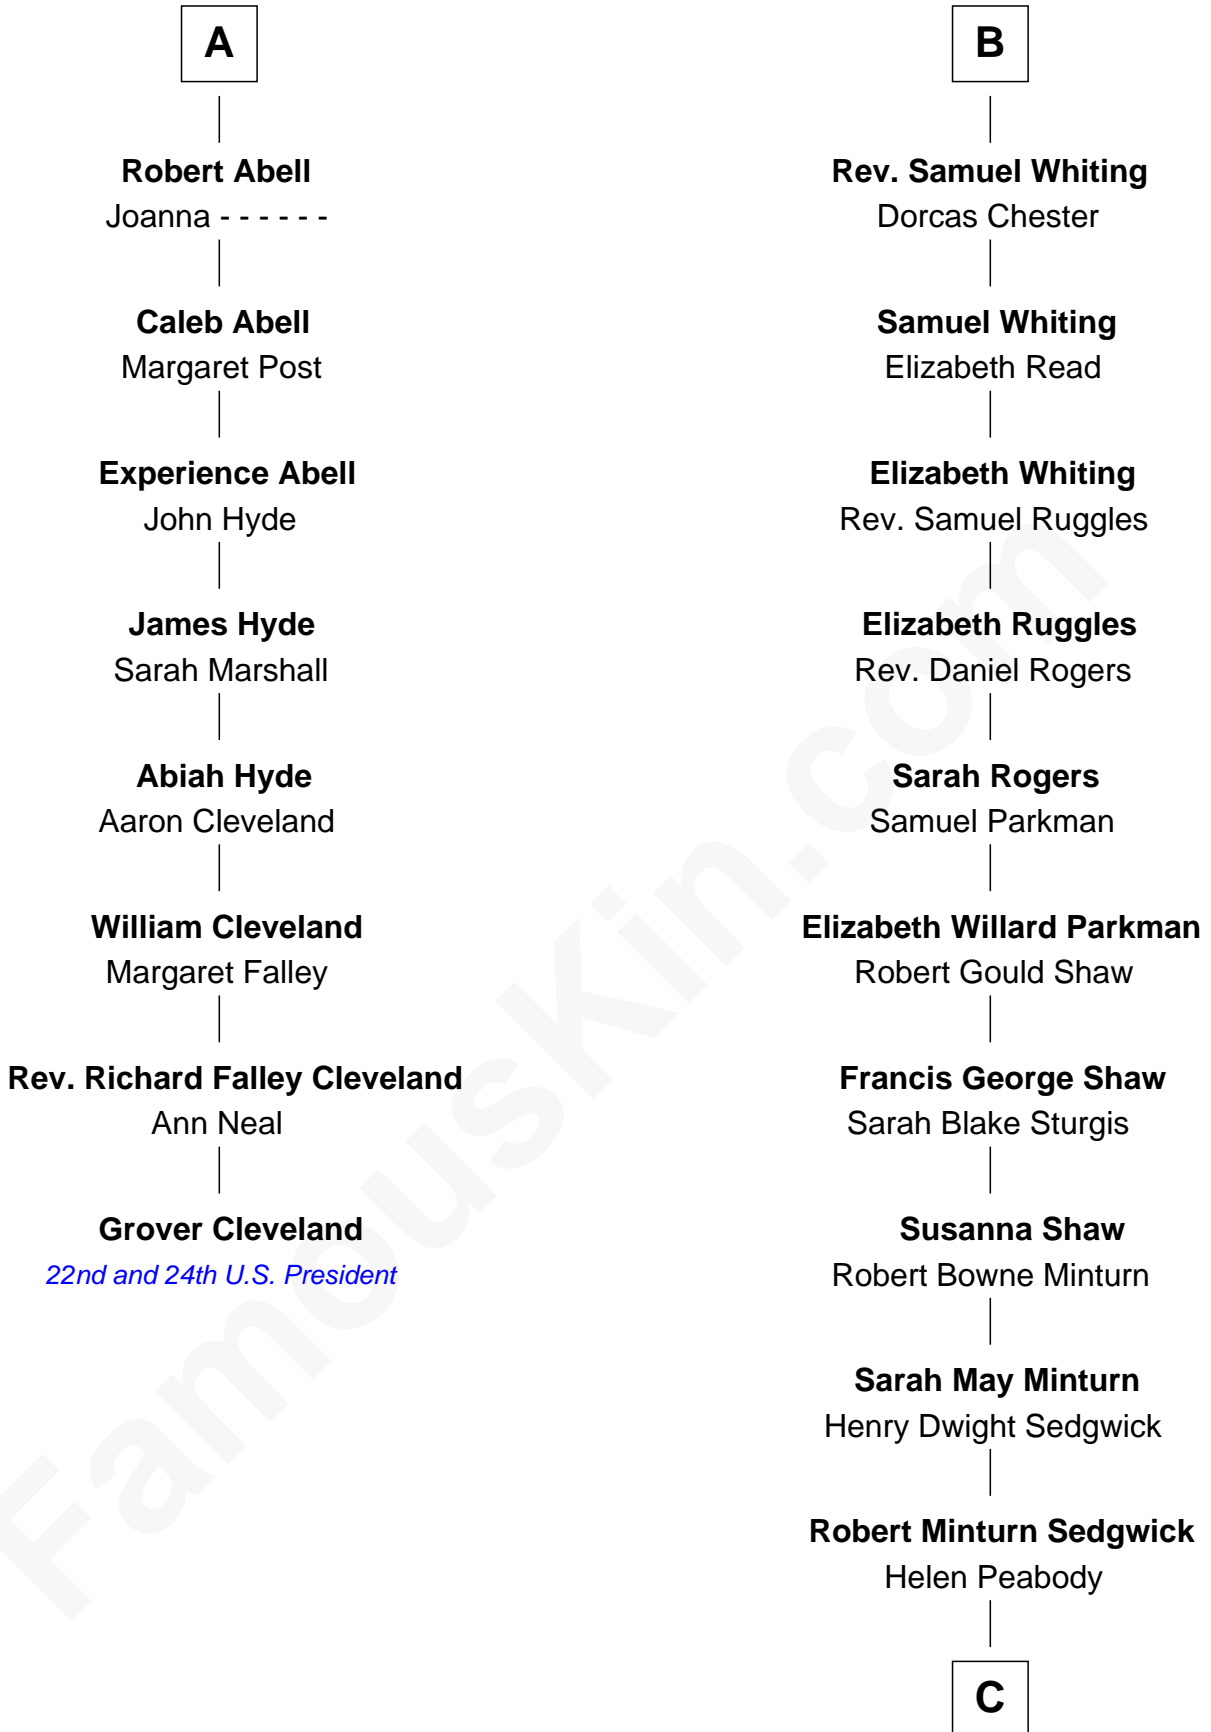 A
Robert Abell
Joanna - - - - - -
Caleb Abell
Margaret Post
Experience Abell
John Hyde
James Hyde
Sarah Marshall
Abiah Hyde
Aaron Cleveland
William Cleveland
Margaret Falley
Rev. Richard Falley Cleveland
Ann Neal
Grover Cleveland
22nd and 24th U.S. President
B
Rev. Samuel Whiting
Dorcas Chester
Samuel Whiting
Elizabeth Read
Elizabeth Whiting
Rev. Samuel Ruggles
Elizabeth Ruggles
Rev. Daniel Rogers
Sarah Rogers
Samuel Parkman
Elizabeth Willard Parkman
Robert Gould Shaw
Francis George Shaw
Sarah Blake Sturgis
Susanna Shaw
Robert Bowne Minturn
Sarah May Minturn
Henry Dwight Sedgwick
Robert Minturn Sedgwick
Helen Peabody
C
FamousKin.com